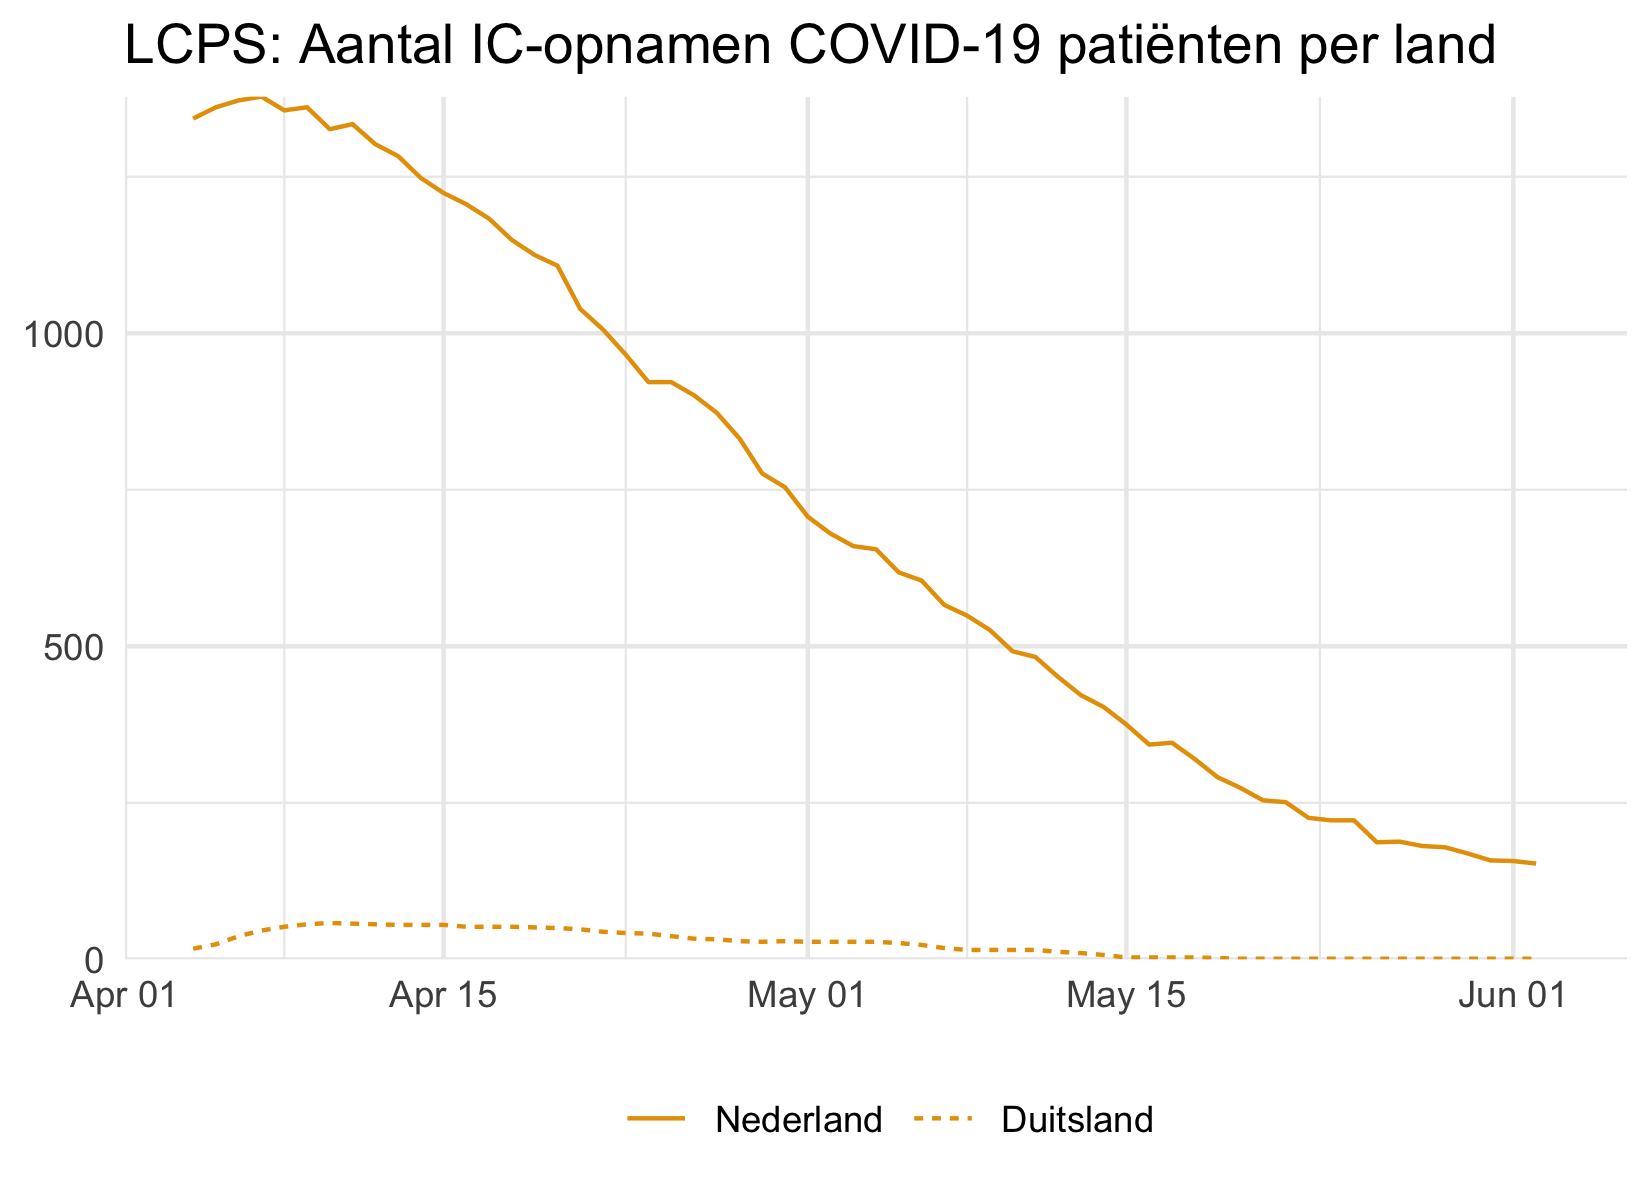 LCPS: Aantal IC-opnamen COVID-19 patiënten per land
1000
500
0
Apr 01 Apr 15 May 01 May 15 Jun 01
Nederland Duitsland